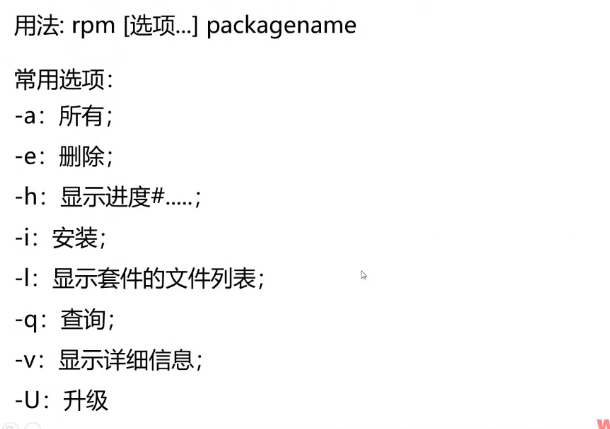 用法: rpm [选项...] packagename
常用选项：
-a：所有；
-e：删除；
-h：显示进度#.....；
-i：安装；
-l：显示套件的文件列表；
-q：查询；
-v：显示详细信息；
-U：升级